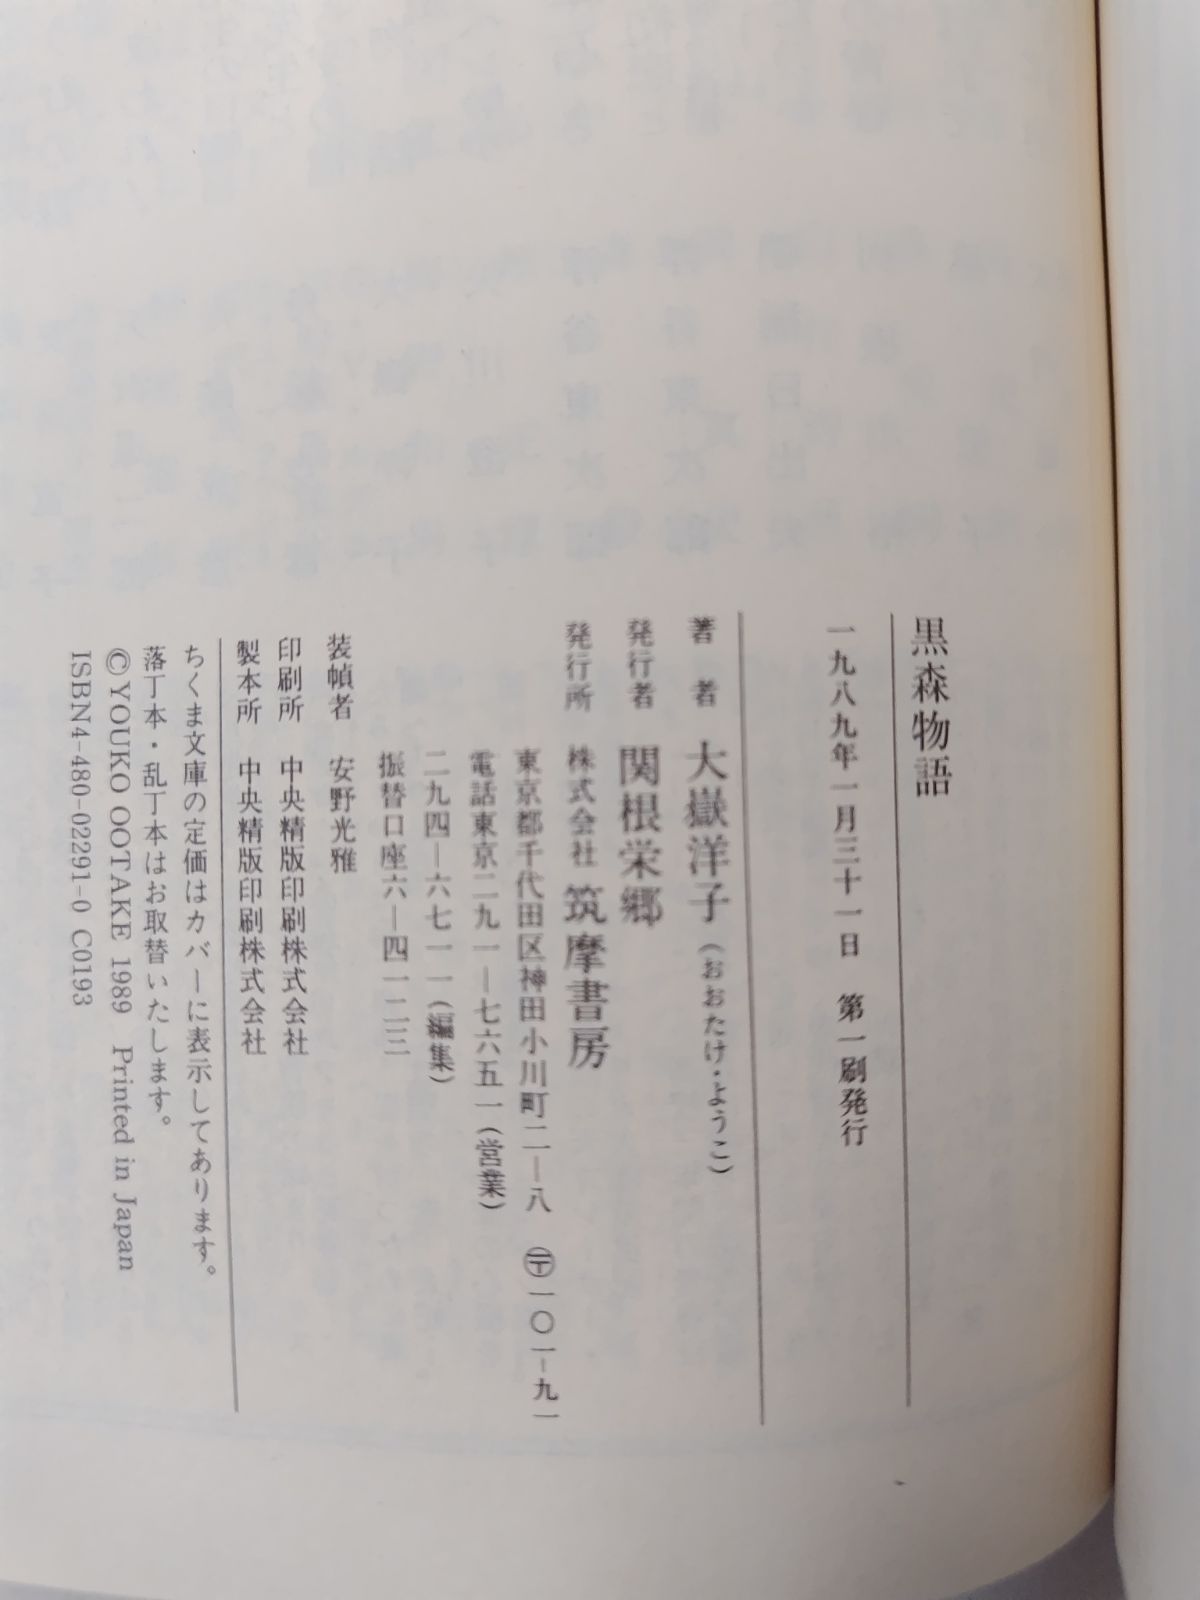 黒森物語
一九八九年一月三十一日　第一刷発行
著　者　大嶽洋子（おおたけ・ようこ）
発行者　関根栄郷
発行所　株式会社 筑摩書房
東京都千代田区神田小川町二―八　〒一〇一―九一
電話東京二九一―七六五一（営業）
二九四―六七一一（編集）
振替口座六―四一二三
装幀者　安野光雅
印刷所　中央精版印刷株式会社
製本所　中央精版印刷株式会社
ちくま文庫の定価はカバーに表示してあります。
落丁本・乱丁本はお取替いたします。
©YOUKO OOTAKE 1989　Printed in Japan
ISBN4-480-02291-0 C0193